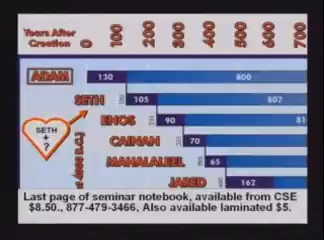 Years After
Creation 0 100 200 300 400 500 600 700
ADAM 130 800
SETH 105 807
SETH
+
?
ENOS 90
CAINAN 70
MAHALALEEL 65
JARED 162
Last page of seminar notebook, available from CSE
$8.50., 877-479-3466, Also available laminated $5.